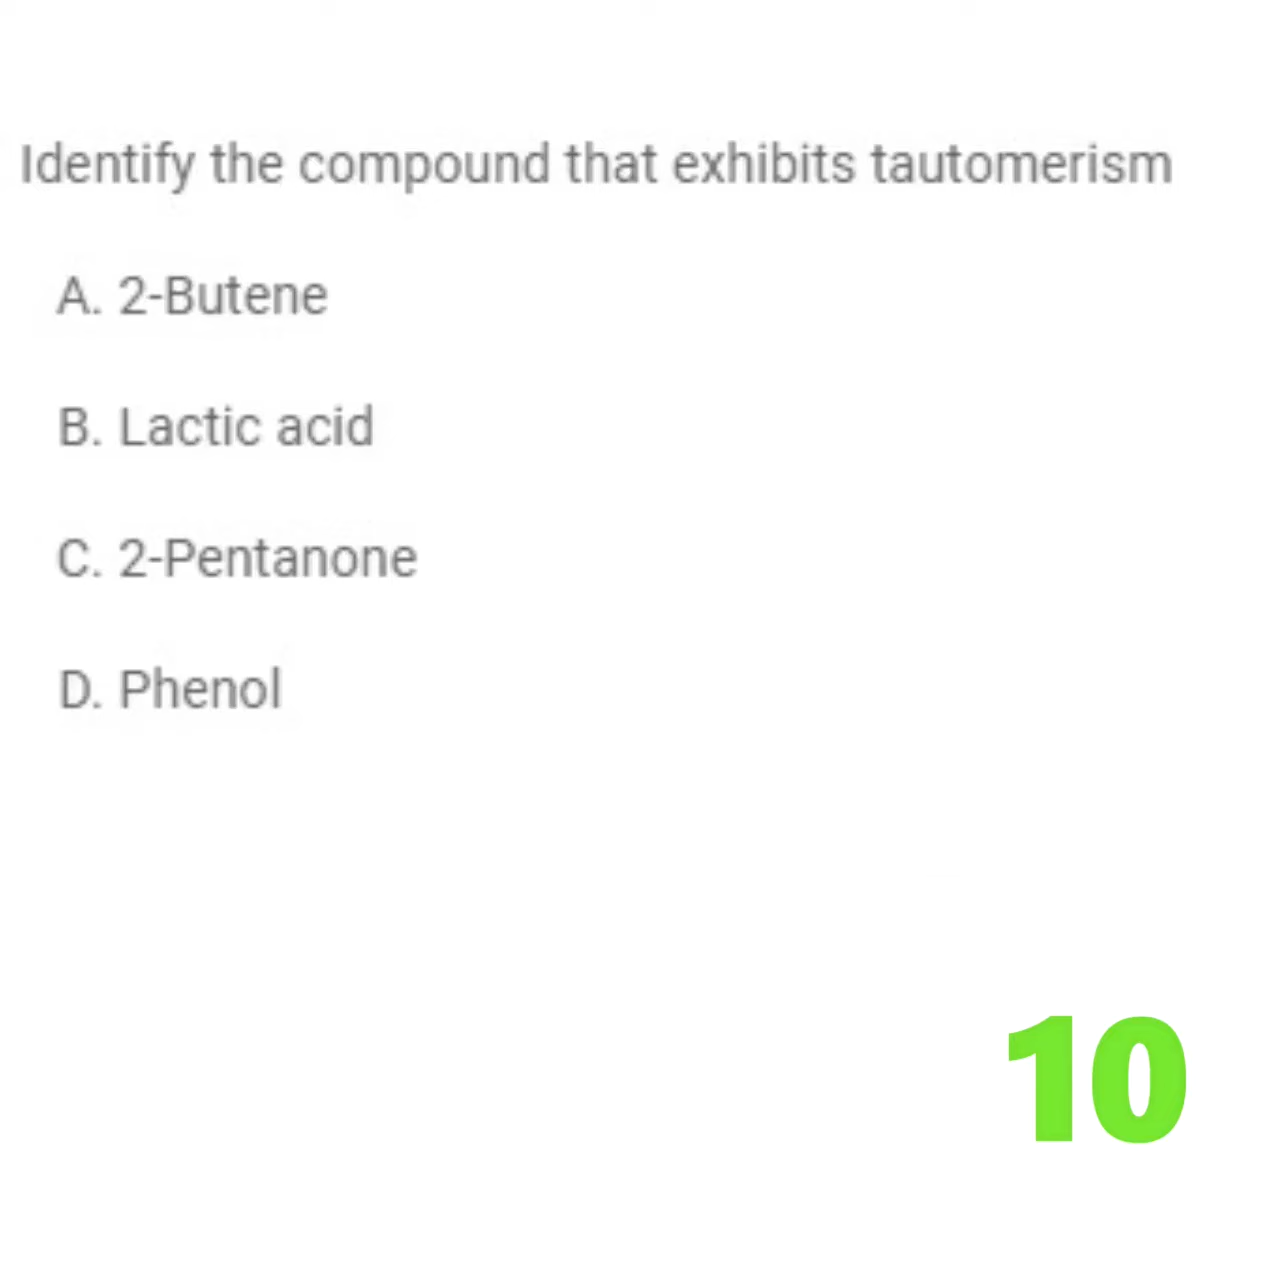 Identify the compound that exhibits tautomerism
A. 2-Butene
B. Lactic acid
C. 2-Pentanone
D. Phenol
10